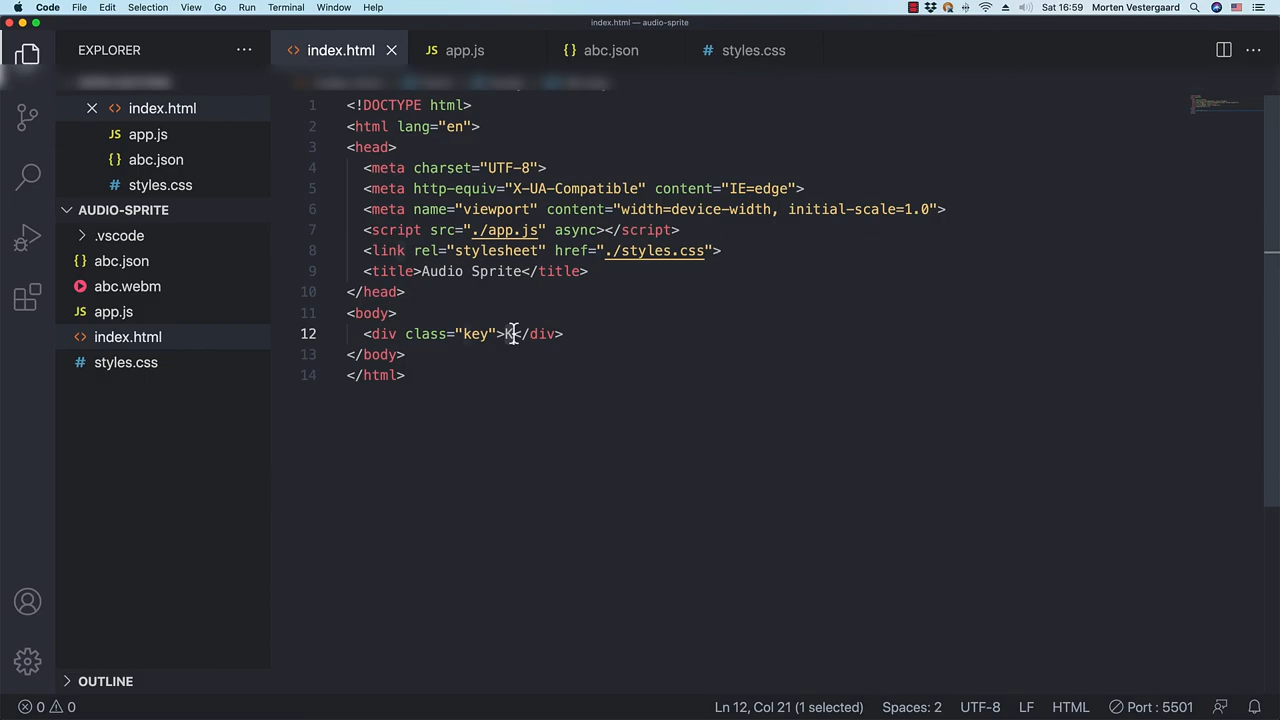 Code File Edit Selection View Go Run Terminal Window Help Sat 16:59 Morten Vestergaard
index.html — audio-sprite
EXPLORER
index.html
app.js
abc.json
styles.css
index.html
app.js
abc.json
styles.css
AUDIO-SPRITE
.vscode
abc.json
abc.webm
app.js
index.html
styles.css
OUTLINE
1 <!DOCTYPE html>
2 <html lang="en">
3 <head>
4 <meta charset="UTF-8">
5 <meta http-equiv="X-UA-Compatible" content="IE=edge">
6 <meta name="viewport" content="width=device-width, initial-scale=1.0">
7 <script src="./app.js" async></script>
8 <link rel="stylesheet" href="./styles.css">
9 <title>Audio Sprite</title>
10 </head>
11 <body>
12 <div class="key">K</div>
13 </body>
14 </html>
0 0 Ln 12, Col 21 (1 selected) Spaces: 2 UTF-8 LF HTML Port : 5501